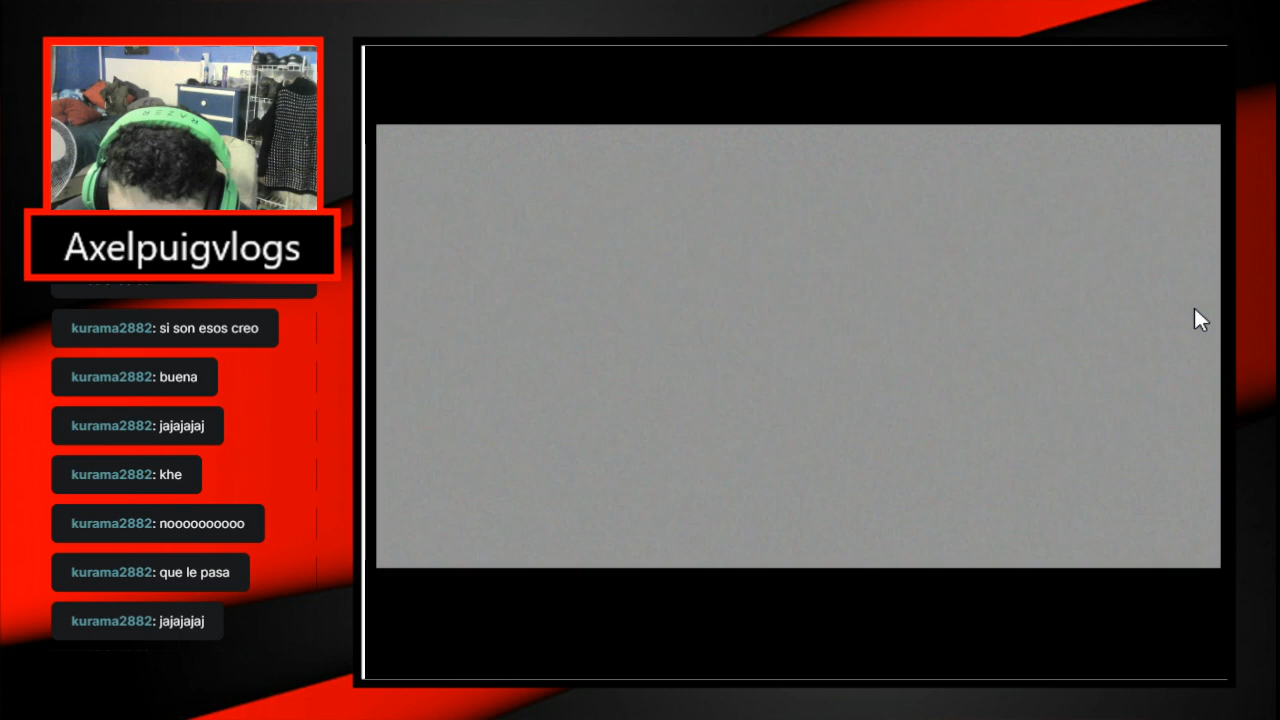 RAZER
Axelpuigvlogs
kurama2882: si son esos creo
kurama2882: buena
kurama2882: jajajajaj
kurama2882: khe
kurama2882: noooooooooo
kurama2882: que le pasa
kurama2882: jajajajaj